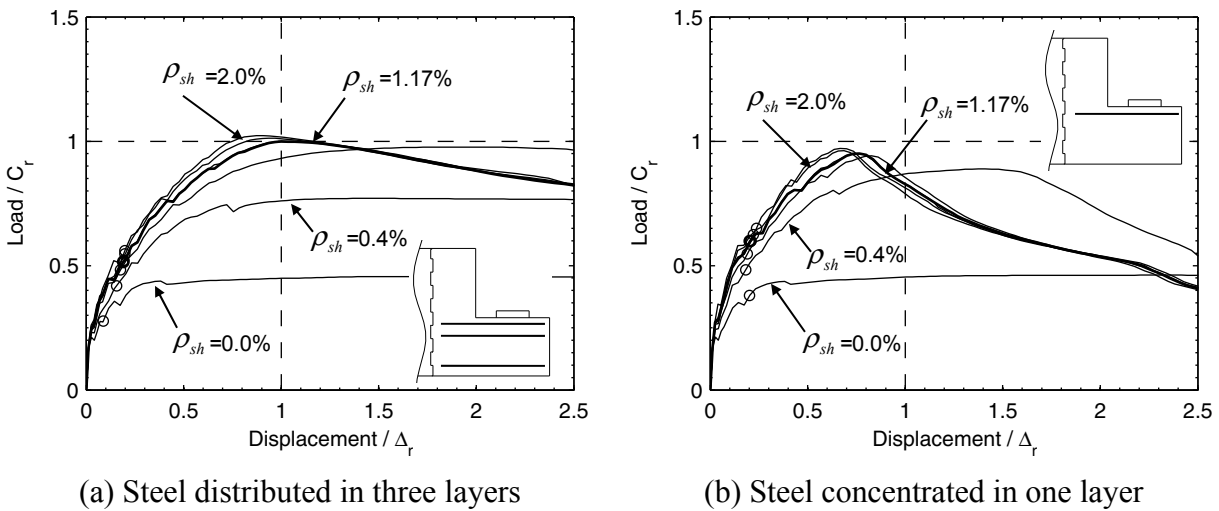 1.5
1
0.5
0
Load / C_r
ρ_sh =2.0%
ρ_sh =1.17%
ρ_sh =0.4%
ρ_sh =0.0%
0 0.5 1 1.5 2 2.5
Displacement / Δ_r
(a) Steel distributed in three layers
1.5
1
0.5
0
Load / C_r
ρ_sh =2.0%
ρ_sh =1.17%
ρ_sh =0.4%
ρ_sh =0.0%
0 0.5 1 1.5 2 2.5
Displacement / Δ_r
(b) Steel concentrated in one layer